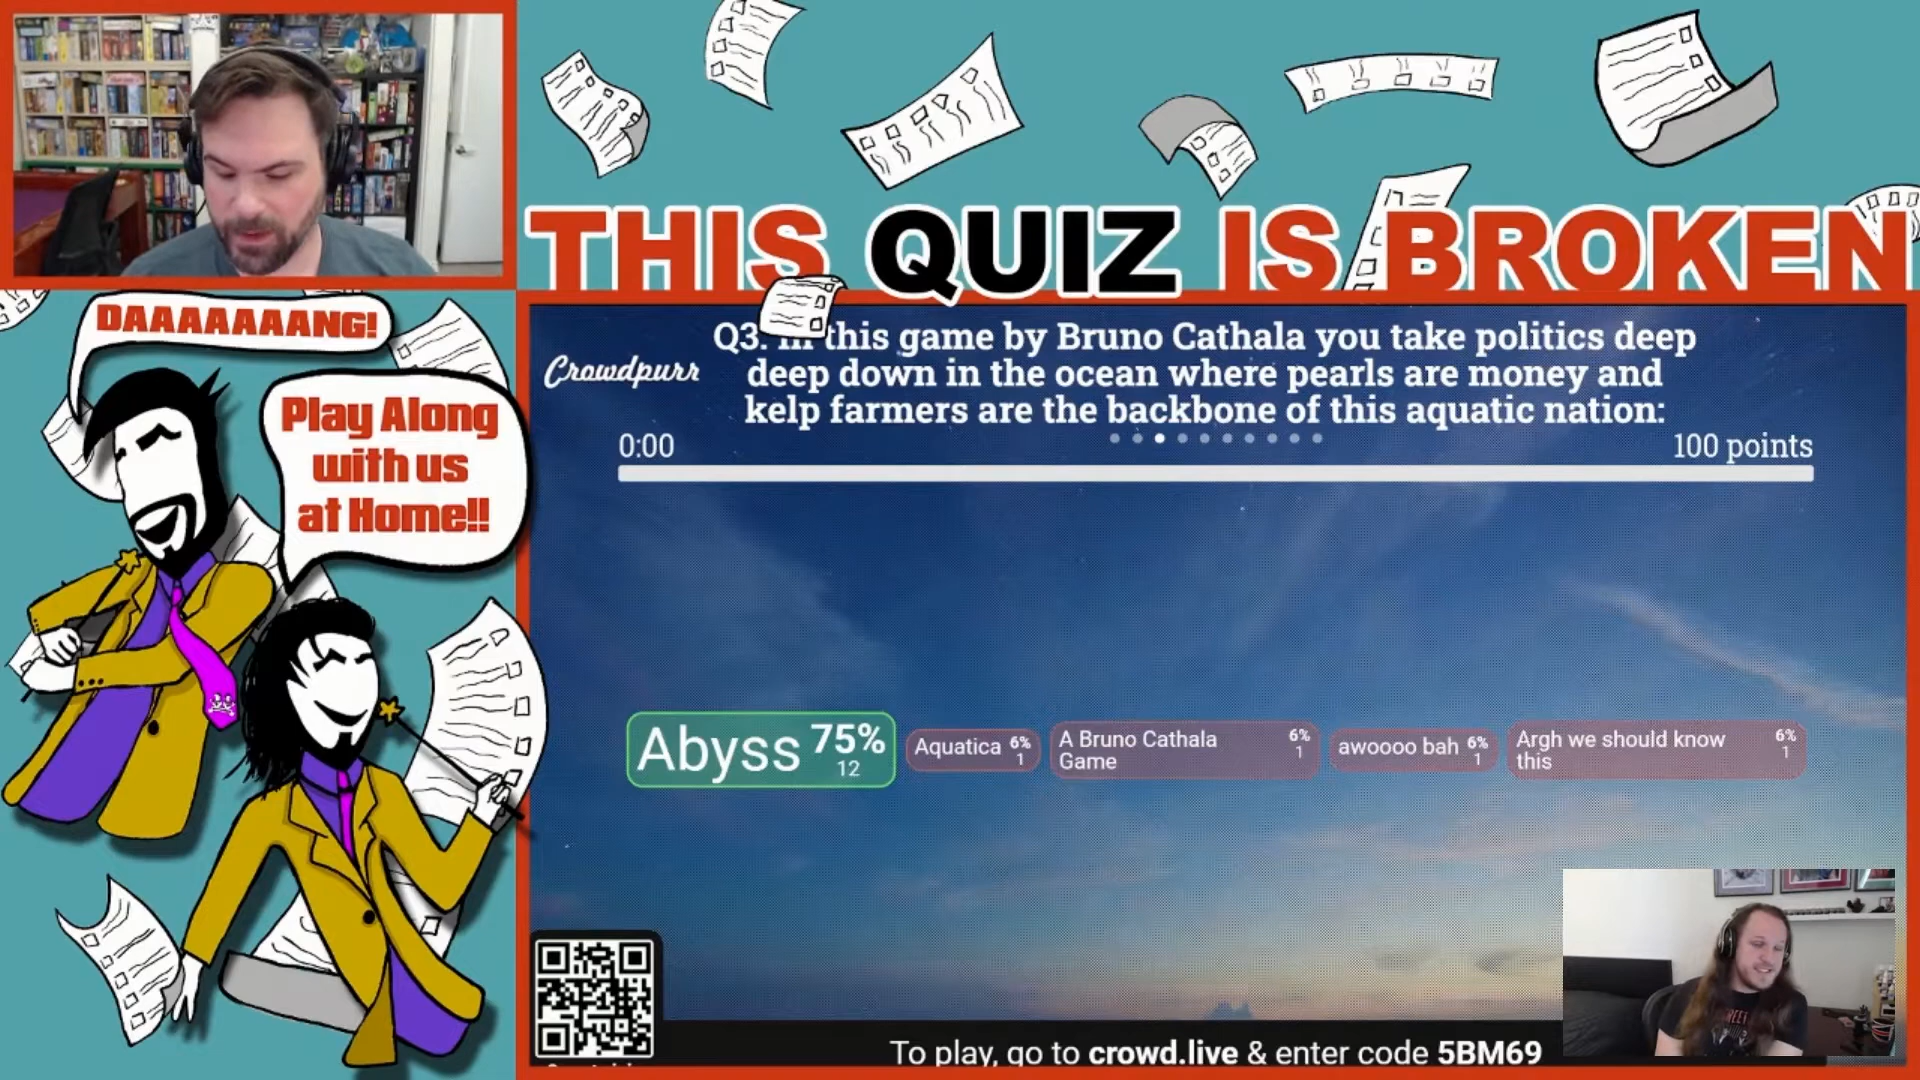 THIS QUIZ IS BROKEN
DAAAAAAAANG!
Play Along
with us
at Home!!
Crowdpurr
Q3. In this game by Bruno Cathala you take politics deep
deep down in the ocean where pearls are money and
kelp farmers are the backbone of this aquatic nation:
0:00
100 points
Abyss 75%
12
Aquatica 6%
1
A Bruno Cathala 6%
Game 1
awoooo bah 6%
1
Argh we should know 6%
this 1
To play, go to crowd.live & enter code 5BM69